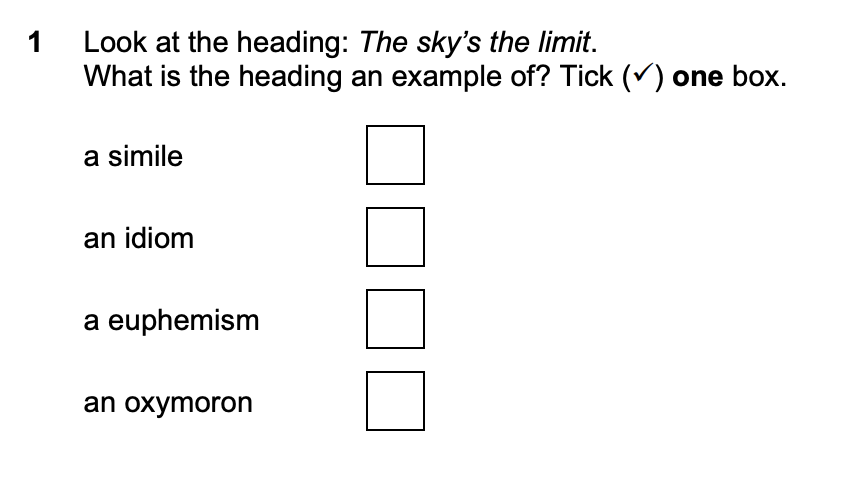 1 Look at the heading: The sky’s the limit.
What is the heading an example of? Tick (✓) one box.
a simile
an idiom
a euphemism
an oxymoron